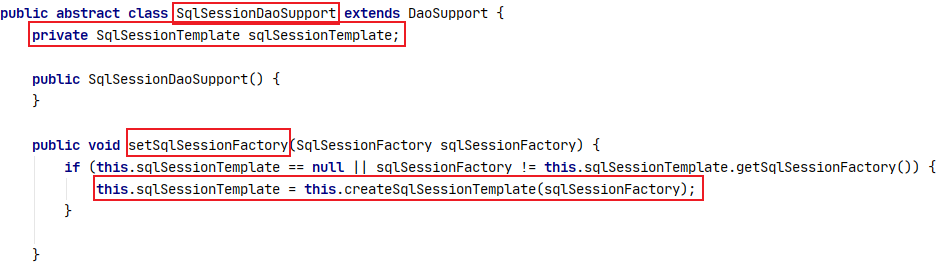 public abstract class SqlSessionDaoSupport extends DaoSupport {
    private SqlSessionTemplate sqlSessionTemplate;

    public SqlSessionDaoSupport() {
    }

    public void setSqlSessionFactory(SqlSessionFactory sqlSessionFactory) {
        if (this.sqlSessionTemplate == null || sqlSessionFactory != this.sqlSessionTemplate.getSqlSessionFactory()) {
            this.sqlSessionTemplate = this.createSqlSessionTemplate(sqlSessionFactory);
        }

    }